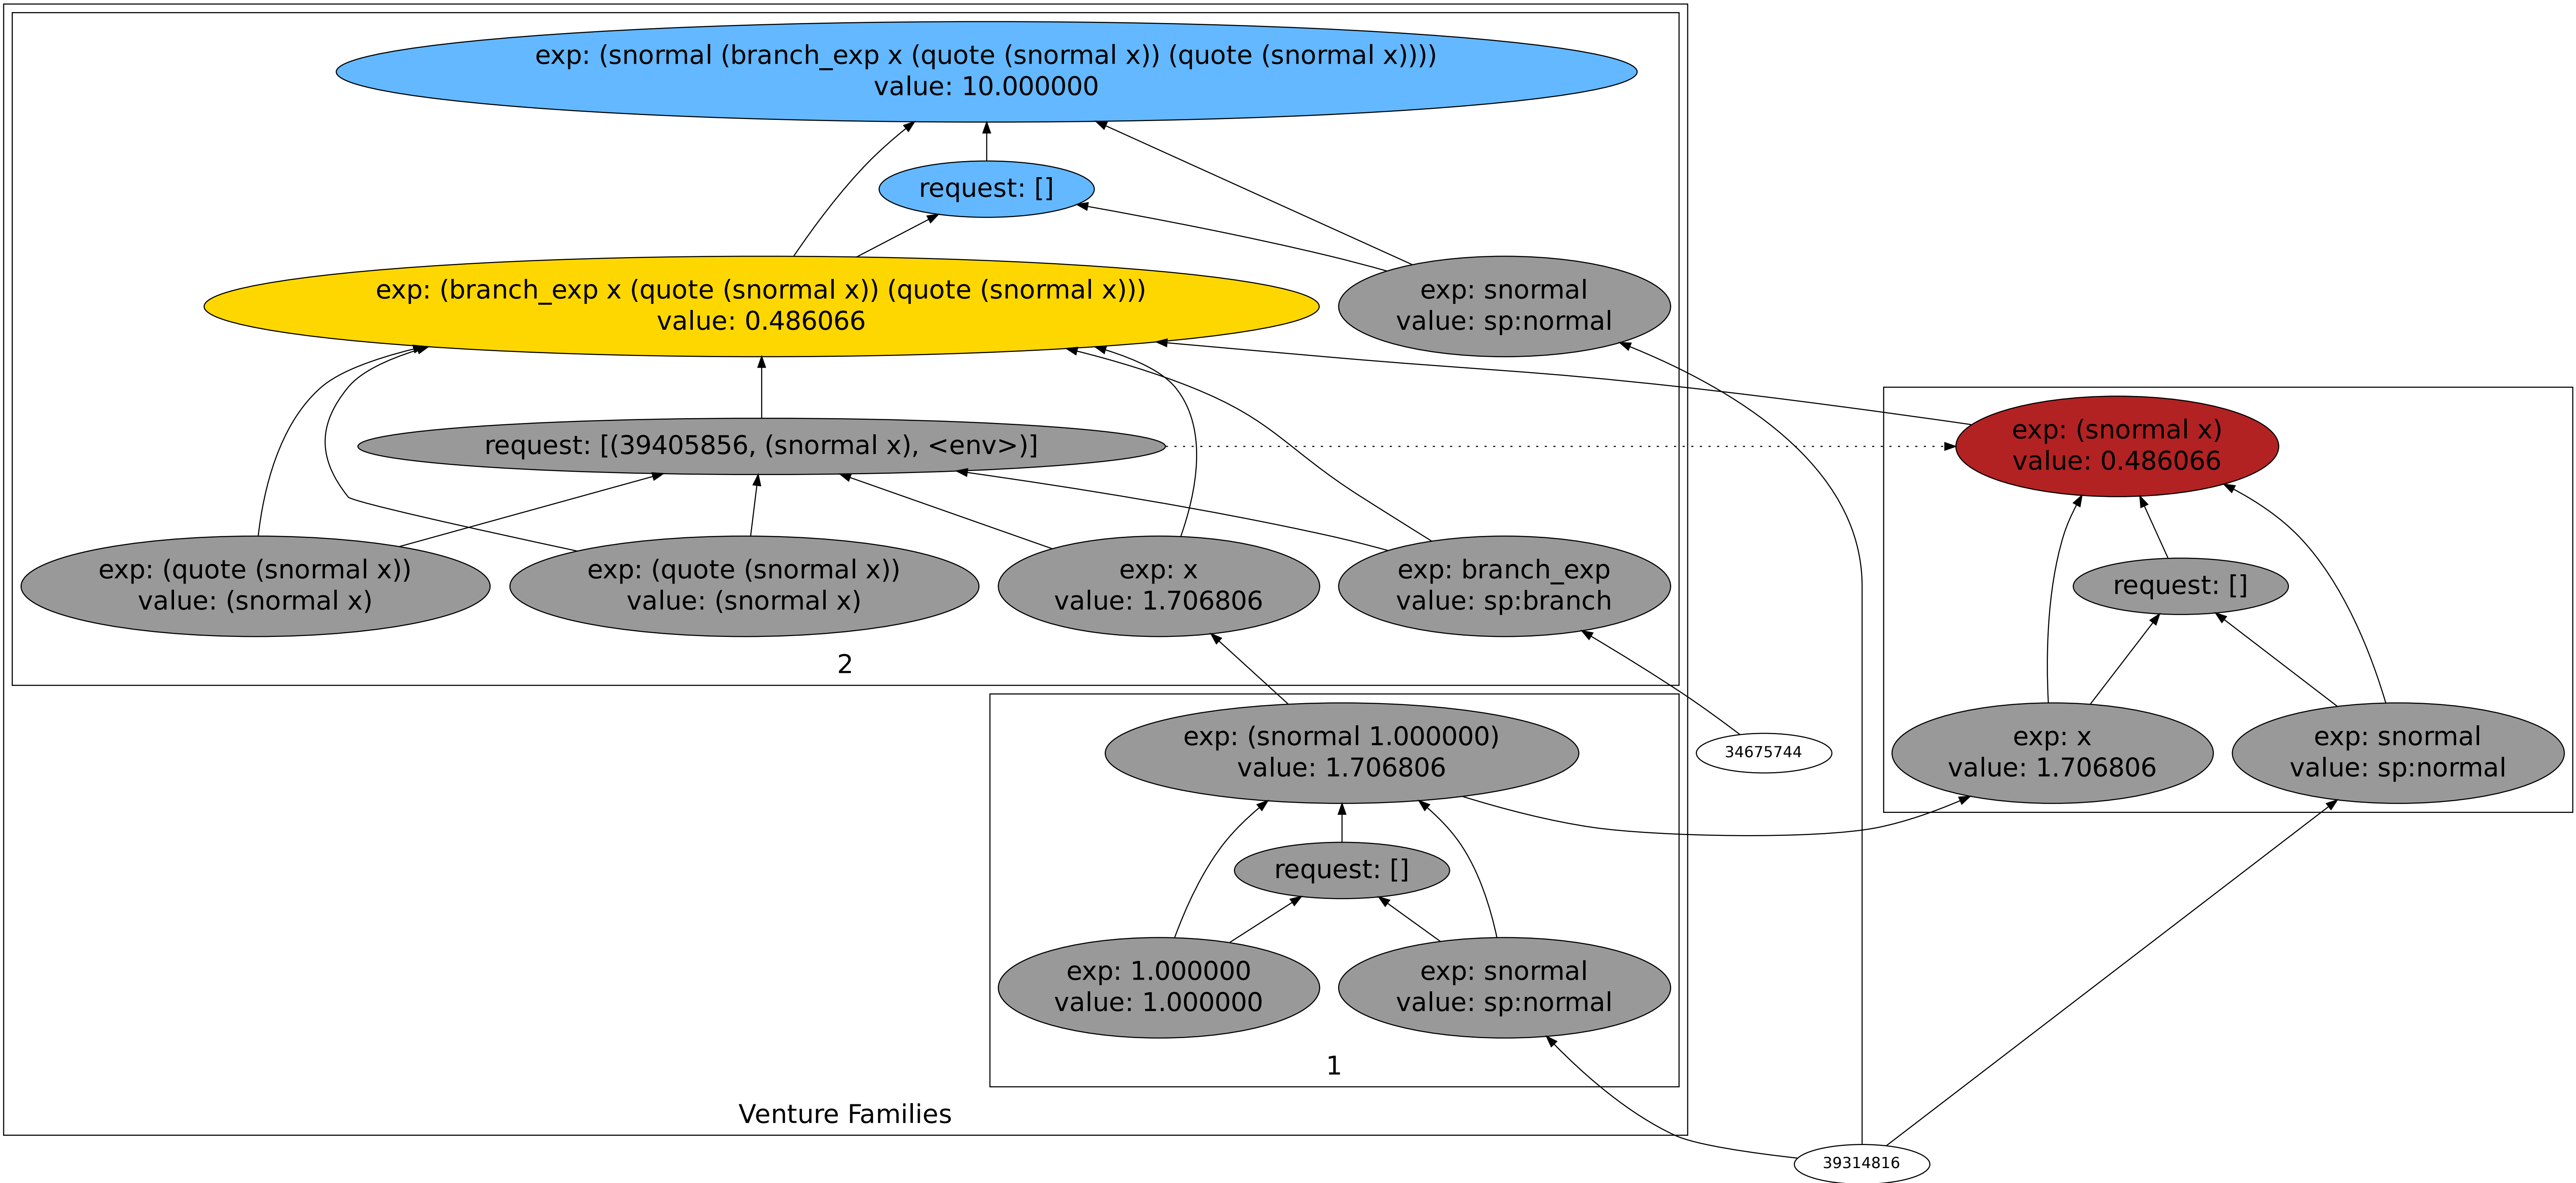 exp: (snormal (branch_exp x (quote (snormal x)) (quote (snormal x))))
value: 10.000000
request: []
exp: (branch_exp x (quote (snormal x)) (quote (snormal x)))
value: 0.486066
exp: snormal
value: sp:normal
request: [(39405856, (snormal x), <env>)]
exp: (snormal x)
value: 0.486066
exp: (quote (snormal x))
value: (snormal x)
exp: (quote (snormal x))
value: (snormal x)
exp: x
value: 1.706806
exp: branch_exp
value: sp:branch
request: []
2
exp: (snormal 1.000000)
value: 1.706806
34675744
exp: x
value: 1.706806
exp: snormal
value: sp:normal
request: []
exp: 1.000000
value: 1.000000
exp: snormal
value: sp:normal
1
Venture Families
39314816